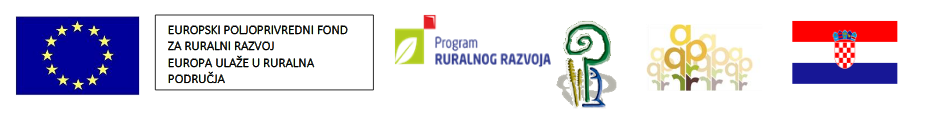 EUROPSKI POLJOPRIVREDNI FOND
ZA RURALNI RAZVOJ
EUROPA ULAŽE U RURALNA
PODRUČJA
Program
RURALNOG RAZVOJA